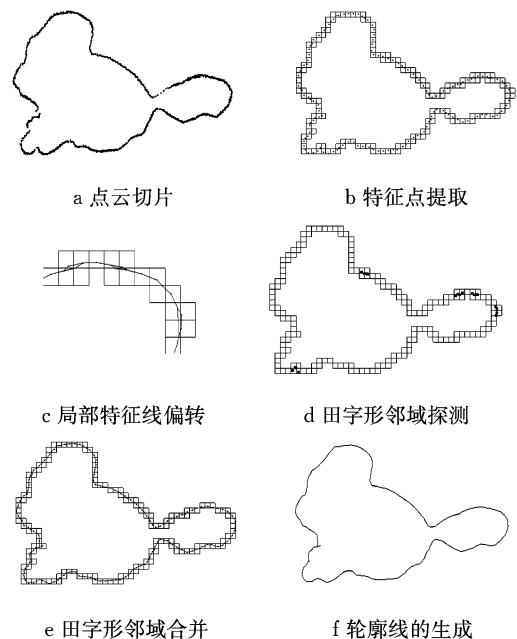 a 点云切片
b 特征点提取
c 局部特征线偏转
d 田字形邻域探测
e 田字形邻域合并
f 轮廓线的生成